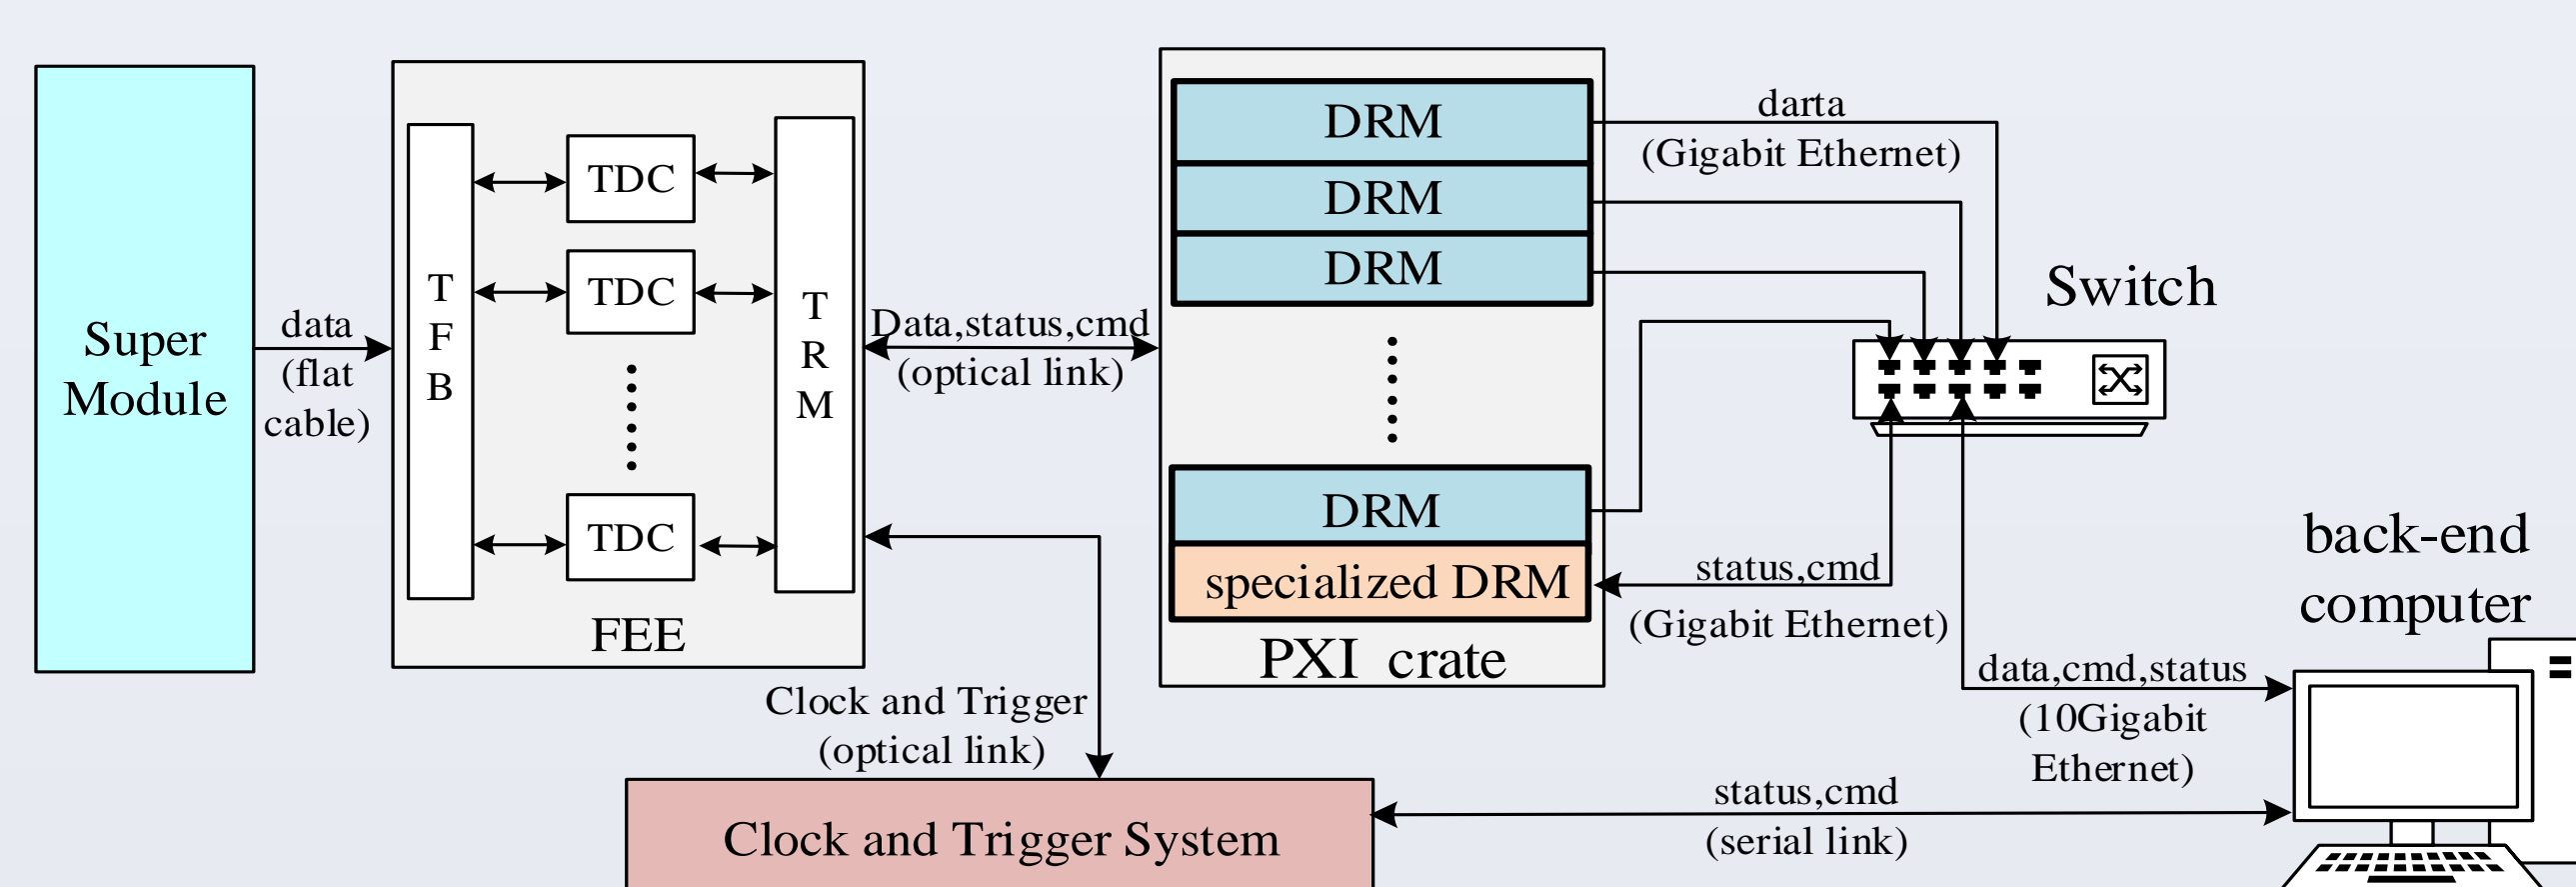 Super
Module
data
(flat
cable)
T
F
B
TDC
TDC
TDC
T
R
M
FEE
Data,status,cmd
(optical link)
Clock and Trigger
(optical link)
DRM
DRM
DRM
DRM
specialized DRM
PXI crate
darta
(Gigabit Ethernet)
Switch
status,cmd
(Gigabit Ethernet)
back-end
computer
data,cmd,status
(10Gigabit
Ethernet)
Clock and Trigger System
status,cmd
(serial link)